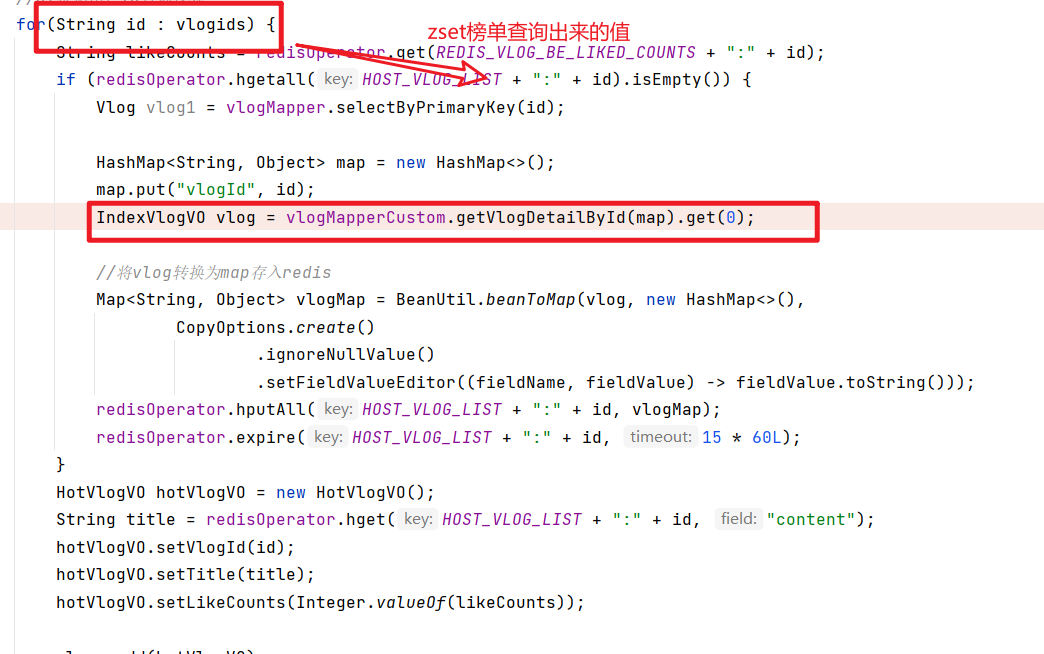 for(String id : vlogids) {
zset榜单查询出来的值
String likeCounts = redisOperator.get(REDIS_VLOG_BE_LIKED_COUNTS + ":" + id);
if (redisOperator.hgetall( key: HOST_VLOG_LIST + ":" + id).isEmpty()) {
Vlog vlog1 = vlogMapper.selectByPrimaryKey(id);
HashMap<String, Object> map = new HashMap<>();
map.put("vlogId", id);
IndexVlogVO vlog = vlogMapperCustom.getVlogDetailById(map).get(0);
//将vlog转换为map存入redis
Map<String, Object> vlogMap = BeanUtil.beanToMap(vlog, new HashMap<>(),
CopyOptions.create()
.ignoreNullValue()
.setFieldValueEditor((fieldName, fieldValue) -> fieldValue.toString()));
redisOperator.hputAll( key: HOST_VLOG_LIST + ":" + id, vlogMap);
redisOperator.expire( key: HOST_VLOG_LIST + ":" + id, timeout: 15 * 60L);
}
HotVlogVO hotVlogVO = new HotVlogVO();
String title = redisOperator.hget( key: HOST_VLOG_LIST + ":" + id, field: "content");
hotVlogVO.setVlogId(id);
hotVlogVO.setTitle(title);
hotVlogVO.setLikeCounts(Integer.valueOf(likeCounts));